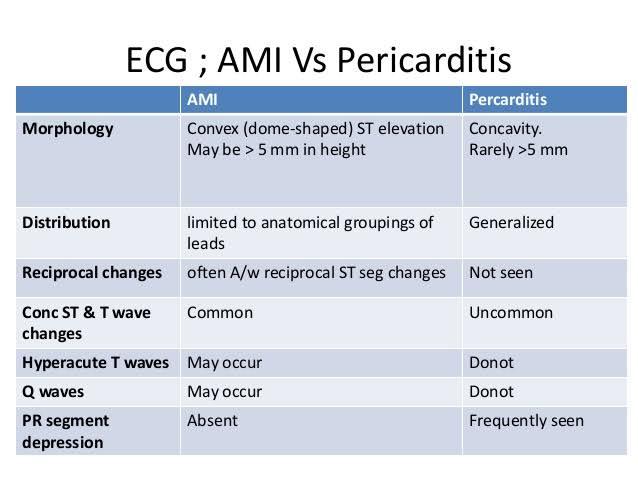 ECG ; AMI Vs Pericarditis
AMI Percarditis
Morphology Convex (dome-shaped) ST elevation Concavity.
May be > 5 mm in height Rarely >5 mm
Distribution limited to anatomical groupings of Generalized
leads
Reciprocal changes often A/w reciprocal ST seg changes Not seen
Conc ST & T wave Common Uncommon
changes
Hyperacute T waves May occur Donot
Q waves May occur Donot
PR segment Absent Frequently seen
depression